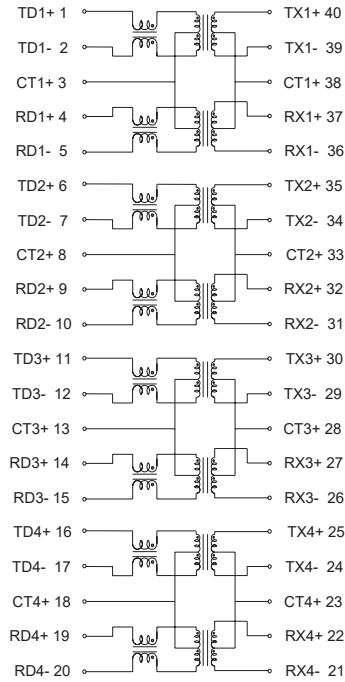 TD1+ 1 TX1+ 40
TD1- 2 TX1- 39
CT1+ 3 CT1+ 38
RD1+ 4 RX1+ 37
RD1- 5 RX1- 36
TD2+ 6 TX2+ 35
TD2- 7 TX2- 34
CT2+ 8 CT2+ 33
RD2+ 9 RX2+ 32
RD2- 10 RX2- 31
TD3+ 11 TX3+ 30
TD3- 12 TX3- 29
CT3+ 13 CT3+ 28
RD3+ 14 RX3+ 27
RD3- 15 RX3- 26
TD4+ 16 TX4+ 25
TD4- 17 TX4- 24
CT4+ 18 CT4+ 23
RD4+ 19 RX4+ 22
RD4- 20 RX4- 21